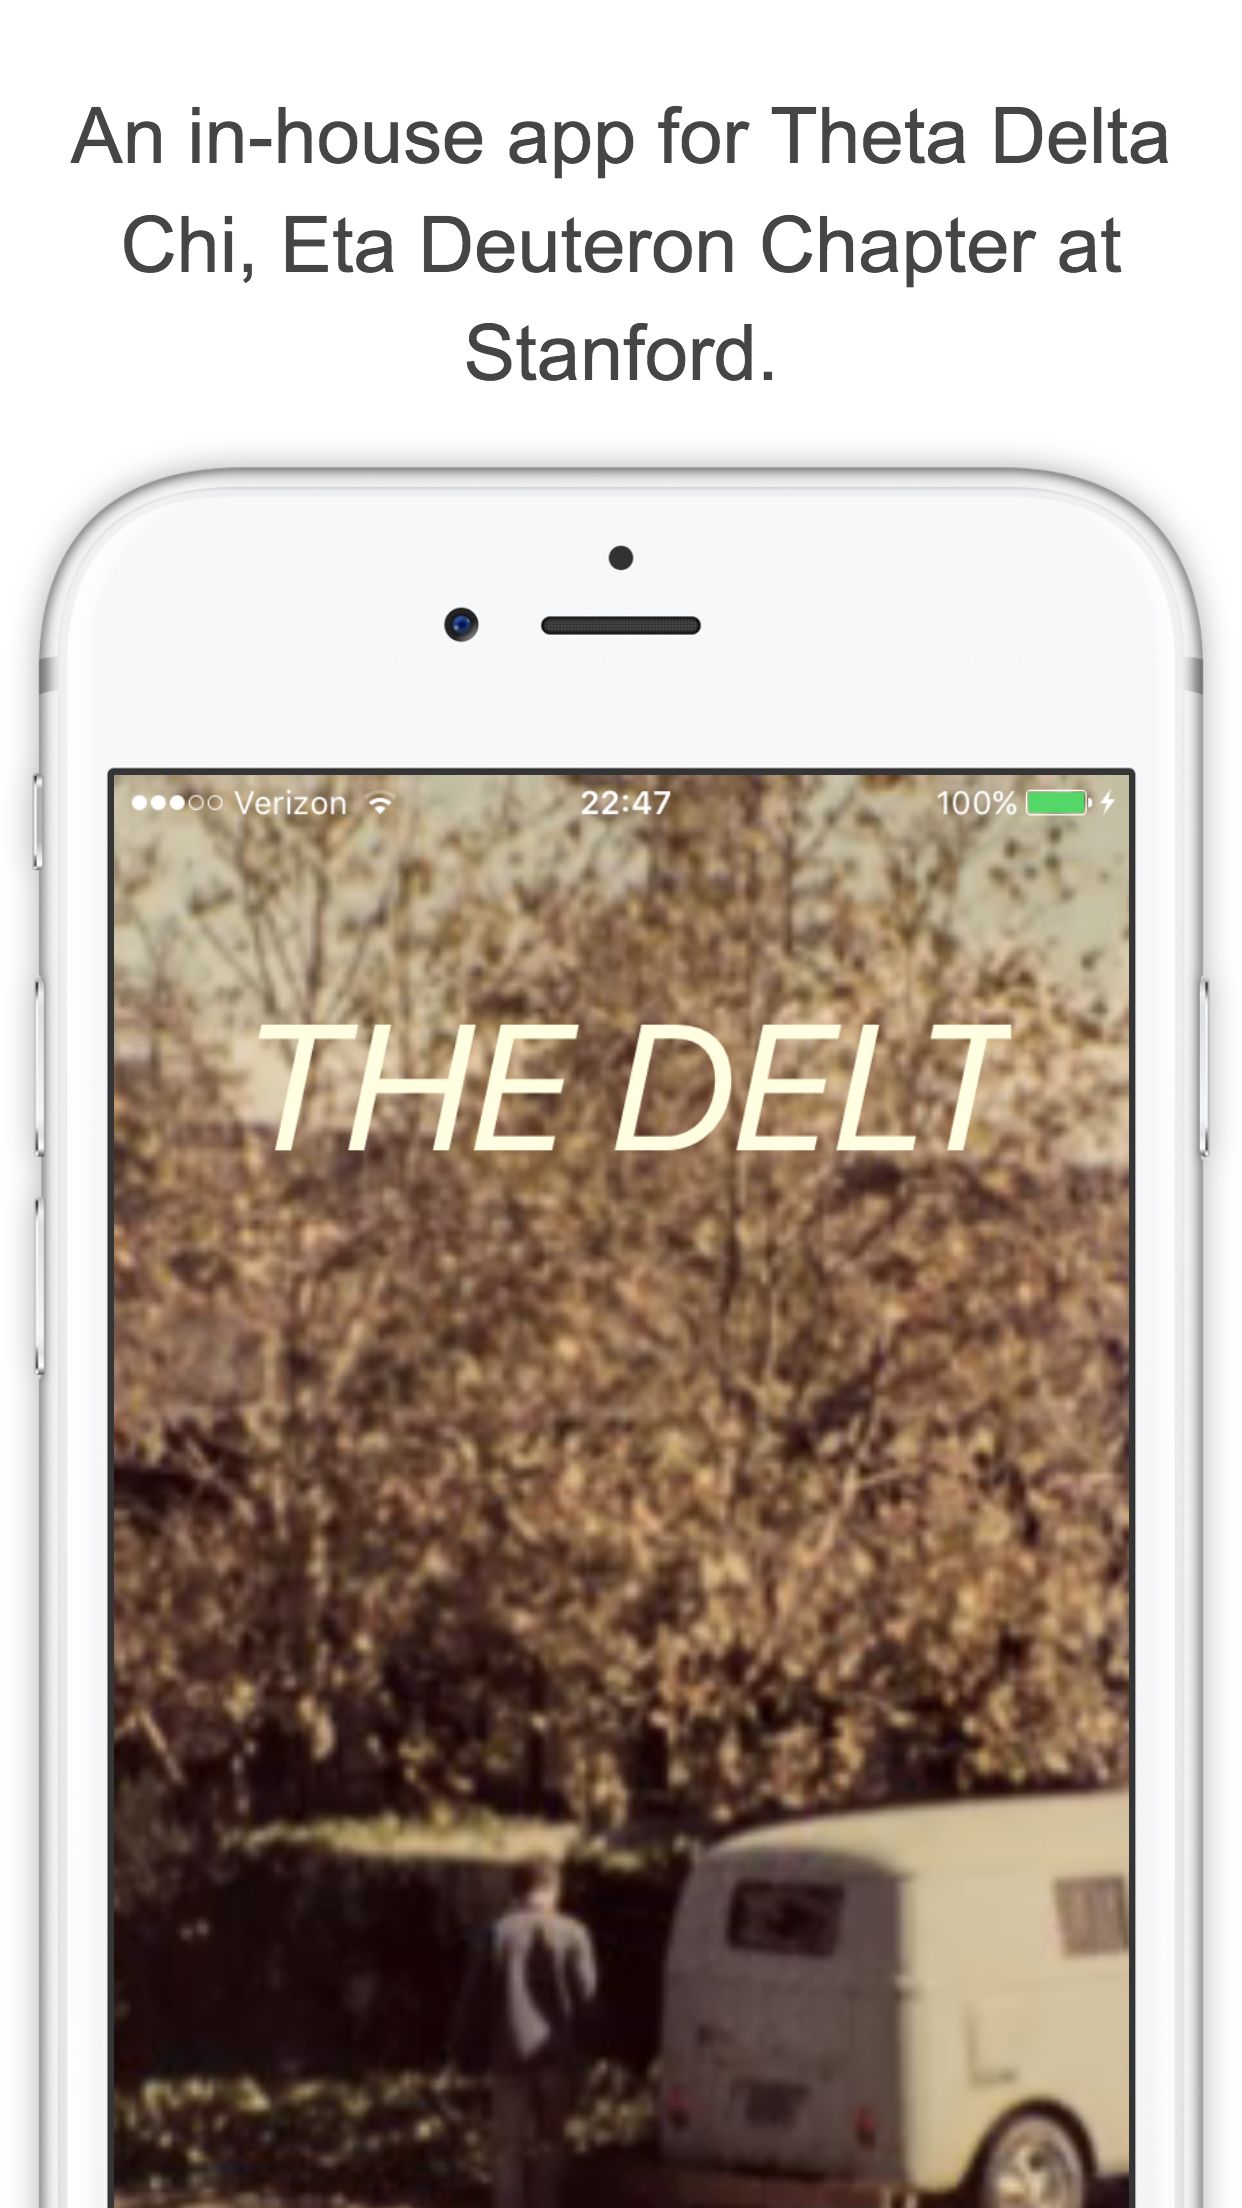 An in-house app for Theta Delta
Chi, Eta Deuteron Chapter at
Stanford.
Verizon 22:47 100%
THE DELT